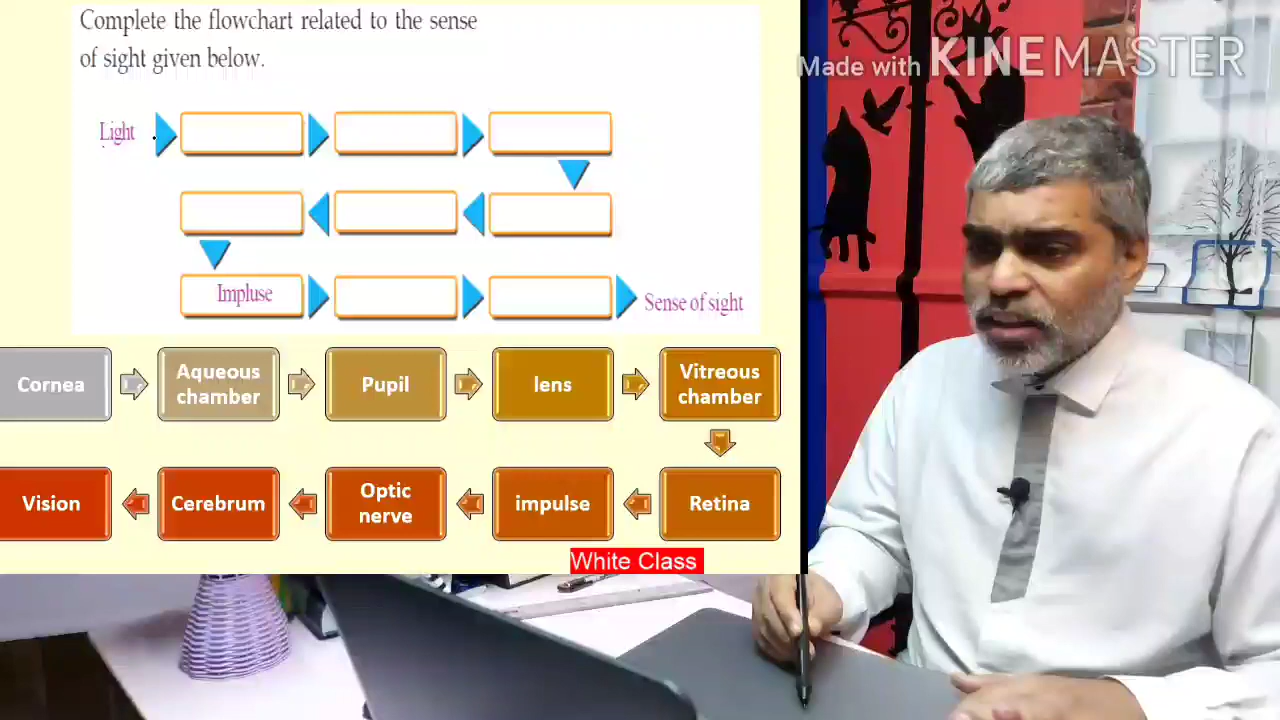 Complete the flowchart related to the sense
of sight given below.
Made with KINEMASTER
Light
Impluse
Sense of sight
Cornea
Aqueous
chamber
Pupil
lens
Vitreous
chamber
Vision
Cerebrum
Optic
nerve
impulse
Retina
White Class